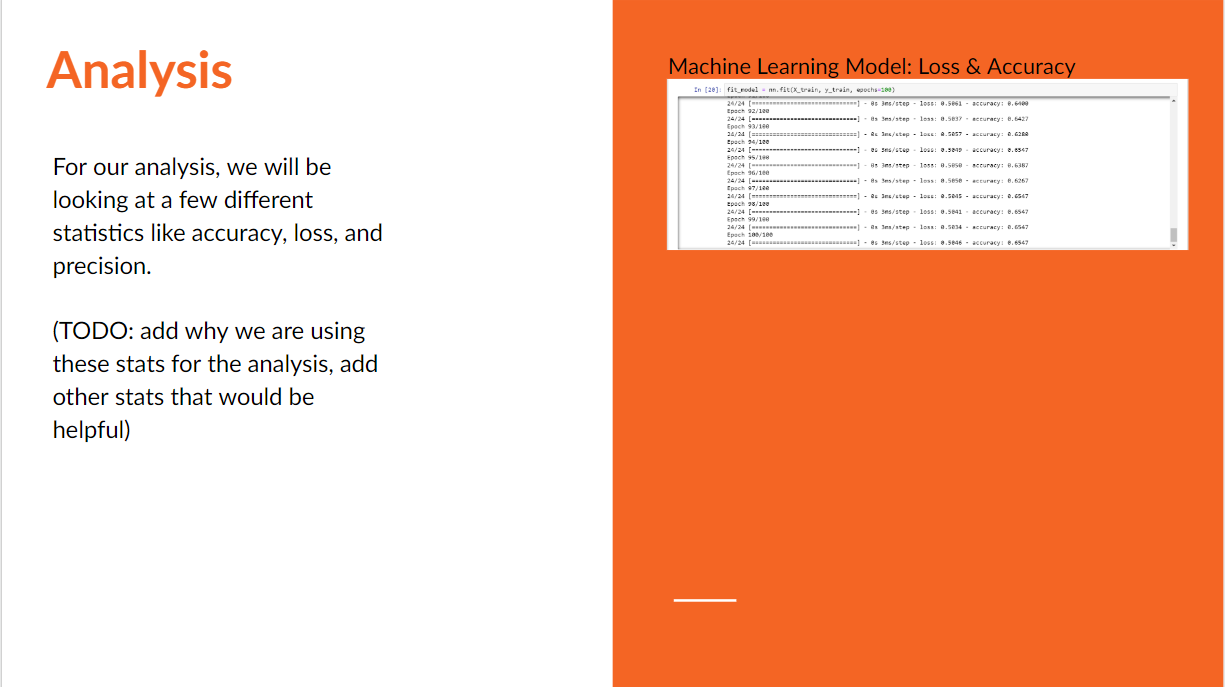 Analysis
For our analysis, we will be
looking at a few different
statistics like accuracy, loss, and
precision.
(TODO: add why we are using
these stats for the analysis, add
other stats that would be
helpful)
Machine Learning Model: Loss & Accuracy
In [20]: fit_model = nn.fit(X_train, y_train, epochs=100)
24/24 [==============================] - 0s 3ms/step - loss: 0.5061 - accuracy: 0.6400
Epoch 92/100
24/24 [==============================] - 0s 3ms/step - loss: 0.5037 - accuracy: 0.6427
Epoch 93/100
24/24 [==============================] - 0s 3ms/step - loss: 0.5057 - accuracy: 0.6280
Epoch 94/100
24/24 [==============================] - 0s 3ms/step - loss: 0.5049 - accuracy: 0.6547
Epoch 95/100
24/24 [==============================] - 0s 3ms/step - loss: 0.5050 - accuracy: 0.6387
Epoch 96/100
24/24 [==============================] - 0s 3ms/step - loss: 0.5050 - accuracy: 0.6267
Epoch 97/100
24/24 [==============================] - 0s 3ms/step - loss: 0.5045 - accuracy: 0.6547
Epoch 98/100
24/24 [==============================] - 0s 3ms/step - loss: 0.5041 - accuracy: 0.6547
Epoch 99/100
24/24 [==============================] - 0s 3ms/step - loss: 0.5034 - accuracy: 0.6547
Epoch 100/100
24/24 [==============================] - 0s 3ms/step - loss: 0.5046 - accuracy: 0.6547